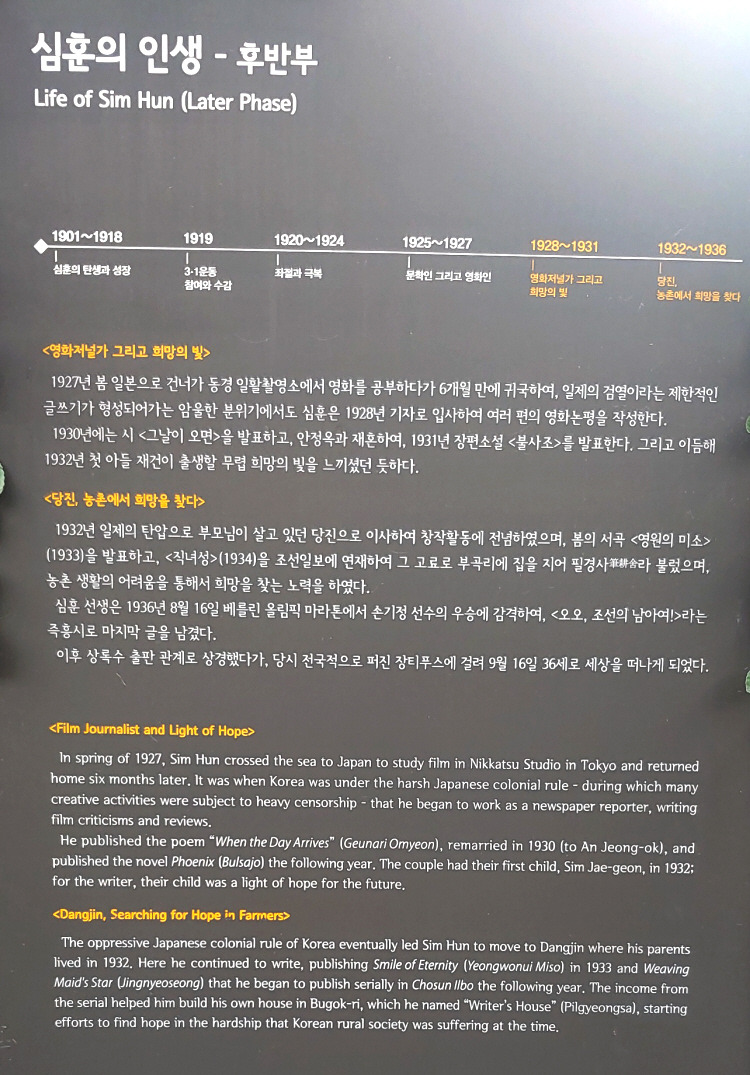 심훈의 인생 - 후반부
Life of Sim Hun (Later Phase)
1901~1918
심훈의 탄생과 성장
1919
3·1운동
참여와 수감
1920~1924
좌절과 극복
1925~1927
문학인 그리고 영화인
1928~1931
영화저널가 그리고
희망의 빛
1932~1936
당진,
농촌에서 희망을 찾다
<영화저널가 그리고 희망의 빛>
1927년 봄 일본으로 건너가 동경 일활촬영소에서 영화를 공부하다가 6개월 만에 귀국하여, 일제의 검열이라는 제한적인
글쓰기가 형성되어가는 암울한 분위기에서도 심훈은 1928년 기자로 입사하여 여러 편의 영화논평을 작성한다.
1930년에는 시 <그날이 오면>을 발표하고, 안정옥과 재혼하여, 1931년 장편소설 <불사조>를 발표한다. 그리고 이듬해
1932년 첫 아들 재건이 출생할 무렵 희망의 빛을 느끼셨던 듯하다.
<당진, 농촌에서 희망을 찾다>
1932년 일제의 탄압으로 부모님이 살고 있던 당진으로 이사하여 창작활동에 전념하였으며, 봄의 서곡 <영원의 미소>
(1933)을 발표하고, <직녀성>(1934)을 조선일보에 연재하여 그 고료로 부곡리에 집을 지어 필경사筆耕舍라 불렀으며,
농촌 생활의 어려움을 통해서 희망을 찾는 노력을 하였다.
심훈 선생은 1936년 8월 16일 베를린 올림픽 마라톤에서 손기정 선수의 우승에 감격하여, <오오, 조선의 남아여!>라는
즉흥시로 마지막 글을 남겼다.
이후 상록수 출판 관계로 상경했다가, 당시 전국적으로 퍼진 장티푸스에 걸려 9월 16일 36세로 세상을 떠나게 되었다.
<Film Journalist and Light of Hope>
In spring of 1927, Sim Hun crossed the sea to Japan to study film in Nikkatsu Studio in Tokyo and returned
home six months later. It was when Korea was under the harsh Japanese colonial rule - during which many
creative activities were subject to heavy censorship - that he began to work as a newspaper reporter, writing
film criticisms and reviews.
He published the poem "When the Day Arrives" (Geunari Omyeon), remarried in 1930 (to An Jeong-ok), and
published the novel Phoenix (Bulsajo) the following year. The couple had their first child, Sim Jae-geon, in 1932;
for the writer, their child was a light of hope for the future.
<Dangjin, Searching for Hope in Farmers>
The oppressive Japanese colonial rule of Korea eventually led Sim Hun to move to Dangjin where his parents
lived in 1932. Here he continued to write, publishing Smile of Eternity (Yeongwonui Miso) in 1933 and Weaving
Maid's Star (Jingnyeoseong) that he began to publish serially in Chosun Ilbo the following year. The income from
the serial helped him build his own house in Bugok-ri, which he named "Writer's House" (Pilgyeongsa), starting
efforts to find hope in the hardship that Korean rural society was suffering at the time.